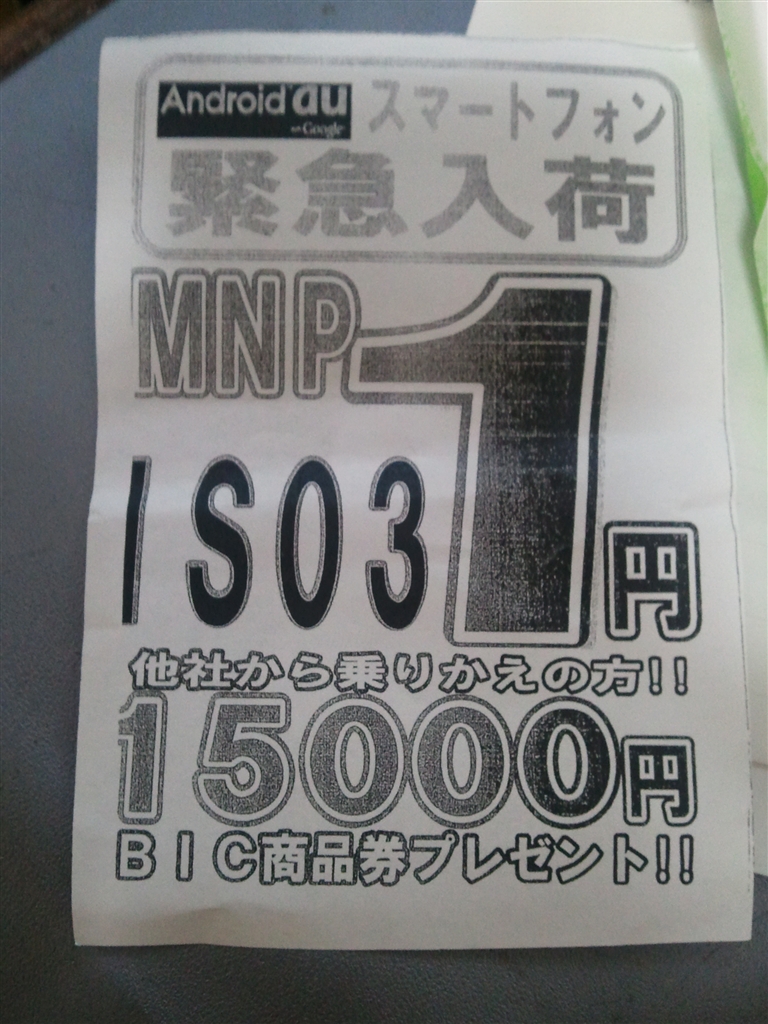 Android au スマートフォン
with Google
緊急入荷
MNP 1円
IS03
他社から乗りかえの方!!
15000円
BIC商品券プレゼント!!